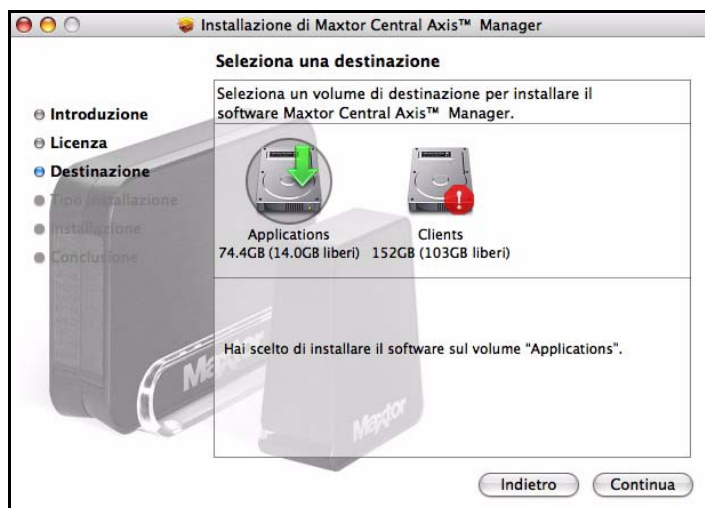 Installazione di Maxtor Central Axis™ Manager
Seleziona una destinazione
Introduzione
Licenza
Destinazione
Tipo Installazione
Installazione
Conclusione
Seleziona un volume di destinazione per installare il
software Maxtor Central Axis™ Manager.
Applications
74.4GB (14.0GB liberi)
Clients
152GB (103GB liberi)
Hai scelto di installare il software sul volume “Applications”.
Maxtor
Maxtor
Indietro
Continua